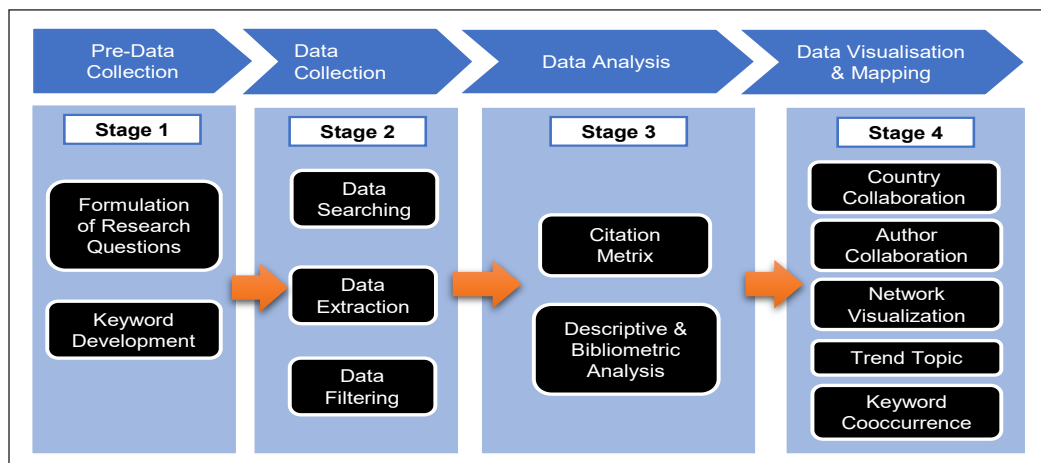 Pre-Data
Collection
Data
Collection
Data Analysis
Data Visualisation
& Mapping
Stage 1
Formulation
of Research
Questions
Keyword
Development
Stage 2
Data
Searching
Data
Extraction
Data
Filtering
Stage 3
Citation
Metrix
Descriptive &
Bibliometric
Analysis
Stage 4
Country
Collaboration
Author
Collaboration
Network
Visualization
Trend Topic
Keyword
Cooccurrence